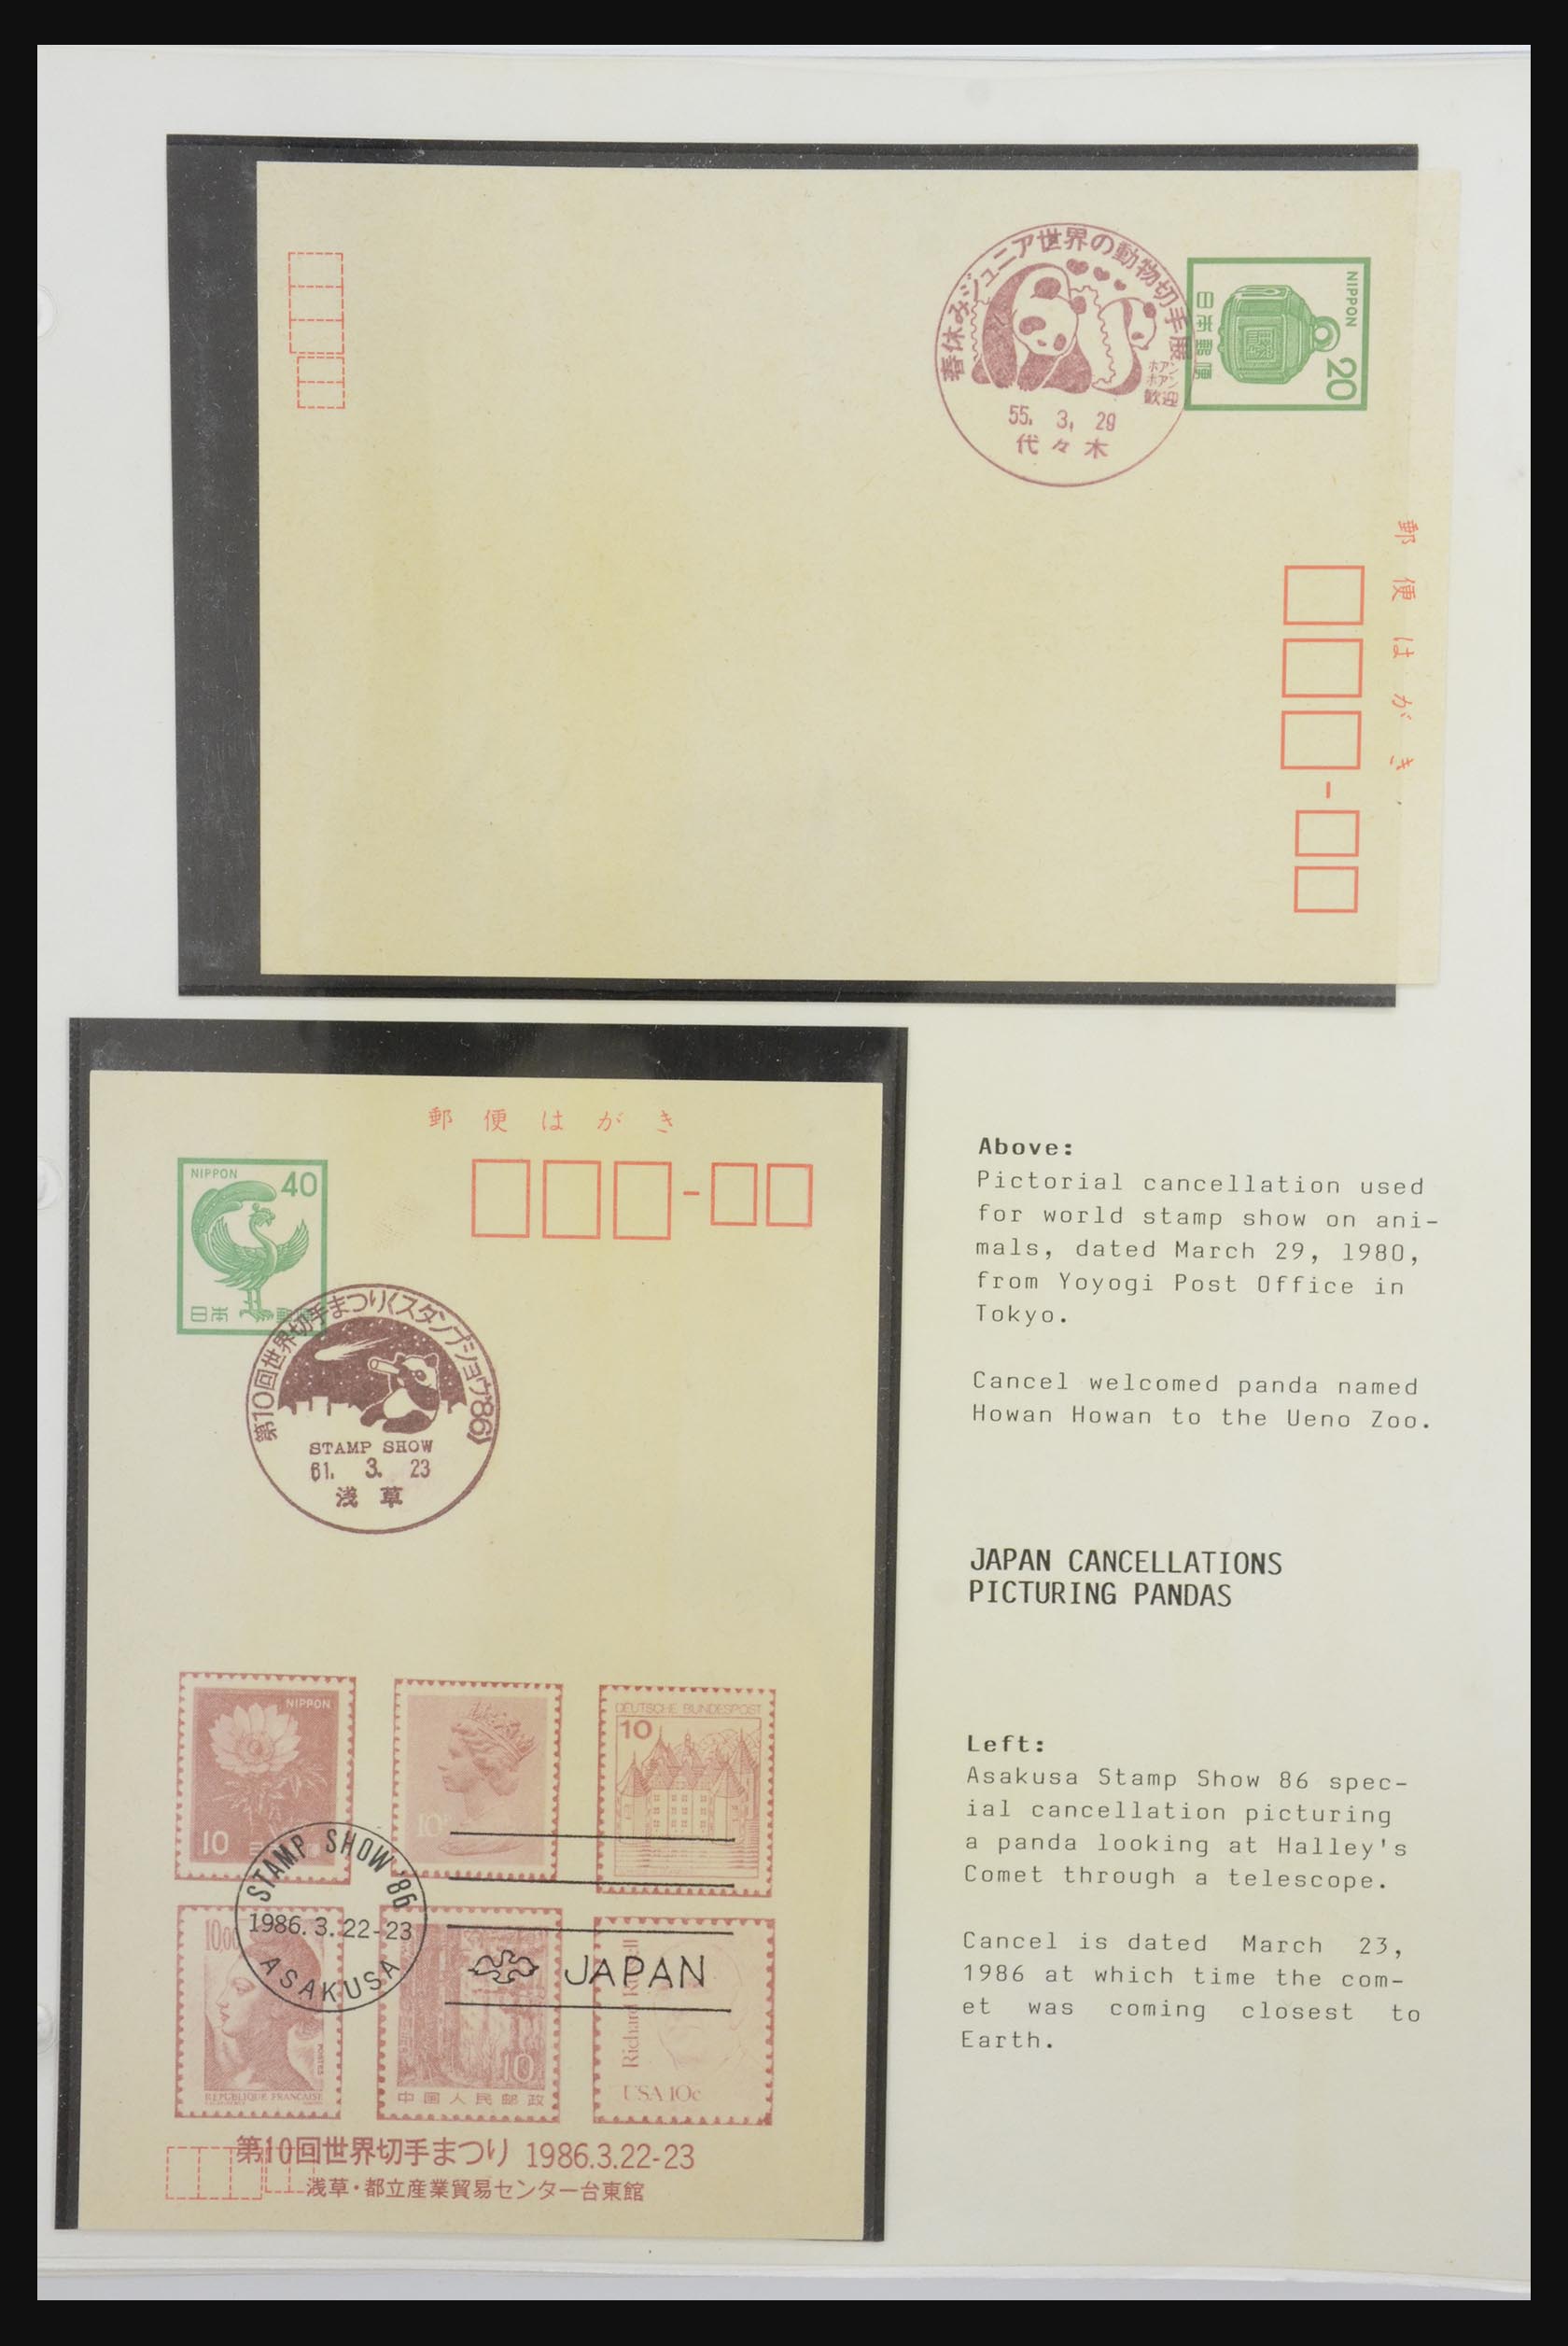 春休みジュニア世界の動物切手展
ホアン
ホアン
歓迎
55. 3. 29
代々木
NIPPON
20
日本郵便
郵便はがき
郵便はがき
NIPPON 40
日本郵便
第10回世界切手まつり〈スタンプショウ'86〉
STAMP SHOW
61. 3. 23
浅草
NIPPON
10
10
DEUTSCHE BUNDESPOST
10
STAMP SHOW '86
1986.3.22-23
ASAKUSA
JAPAN
10,00
POSTES
REPUBLIQUE FRANCAISE
10
中国人民邮政
USA 10c
第10回世界切手まつり 1986.3.22-23
浅草・都立産業貿易センター台東館
Above:
Pictorial cancellation used
for world stamp show on ani-
mals, dated March 29, 1980,
from Yoyogi Post Office in
Tokyo.
Cancel welcomed panda named
Howan Howan to the Ueno Zoo.
JAPAN CANCELLATIONS
PICTURING PANDAS
Left:
Asakusa Stamp Show 86 spec-
ial cancellation picturing
a panda looking at Halley's
Comet through a telescope.
Cancel is dated March 23,
1986 at which time the com-
et was coming closest to
Earth.